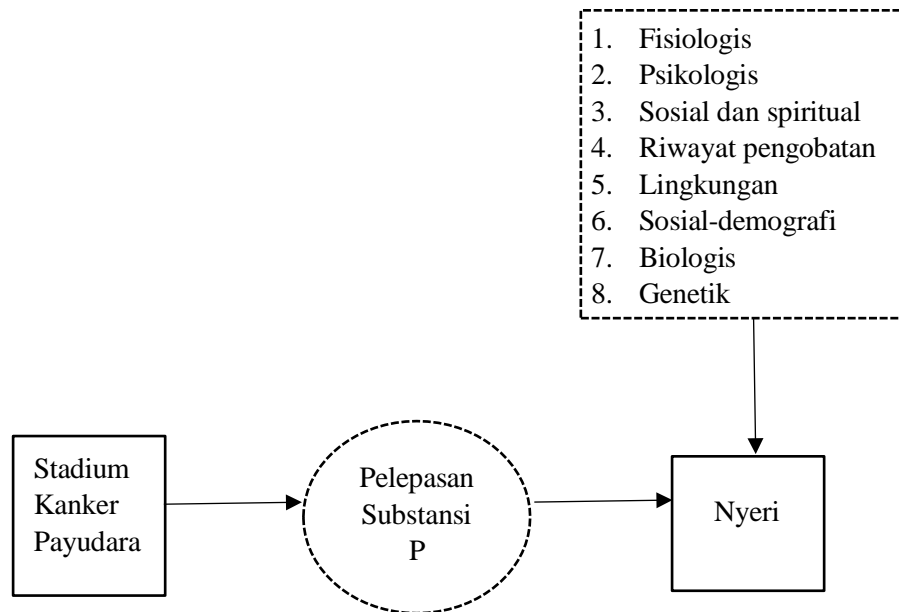 1. Fisiologis
2. Psikologis
3. Sosial dan spiritual
4. Riwayat pengobatan
5. Lingkungan
6. Sosial-demografi
7. Biologis
8. Genetik
Stadium
Kanker
Payudara
Pelepasan
Substansi
P
Nyeri